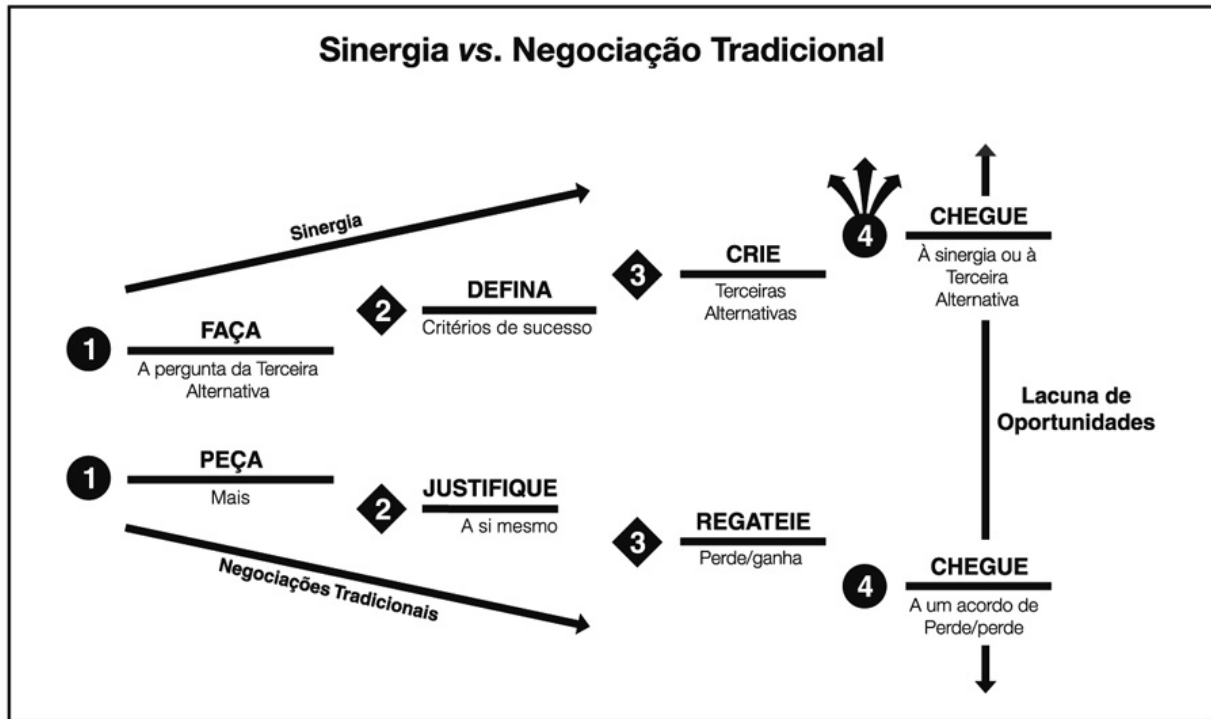 Sinergia vs. Negociação Tradicional
Sinergia
1
FAÇA
A pergunta da Terceira
Alternativa
2
DEFINA
Critérios de sucesso
3
CRIE
Terceiras
Alternativas
4
CHEGUE
À sinergia ou à
Terceira
Alternativa
Lacuna de
Oportunidades
1
PEÇA
Mais
2
JUSTIFIQUE
A si mesmo
3
REGATEIE
Perde/ganha
4
CHEGUE
A um acordo de
Perde/perde
Negociações Tradicionais